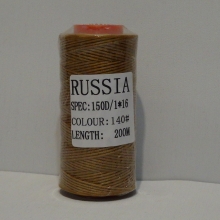 RUSSIA
SPEC:150D/1*16
COLOUR: 140#
LENGTH: 200M